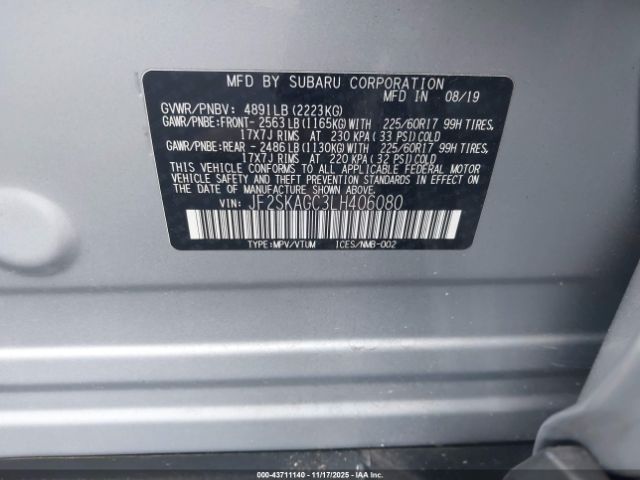 MFD BY SUBARU CORPORATION
MFD IN 08/19
GVWR/PNBV: 4891LB(2223KG)
GAWR/PNBE:FRONT- 2563LB(1165KG)WITH 225/60R17 99H TIRES,
17X7J RIMS AT 230 KPA(33 PSI)COLD
GAWR/PNBE:REAR - 2486LB(1130KG)WITH 225/60R17 99H TIRES,
17X7J RIMS AT 220 KPA(32 PSI)COLD
THIS VEHICLE CONFORMS TO ALL APPLICABLE FEDERAL MOTOR
VEHICLE SAFETY AND THEFT PREVENTION STANDARDS IN EFFECT
ON THE DATE OF MANUFACTURE SHOWN ABOVE.
VIN: JF2SKAGC3LH406080
TYPE:MPV/VTUM ICES/NMB-002
000-43711140 - 11/17/2025 - IAAI.COM